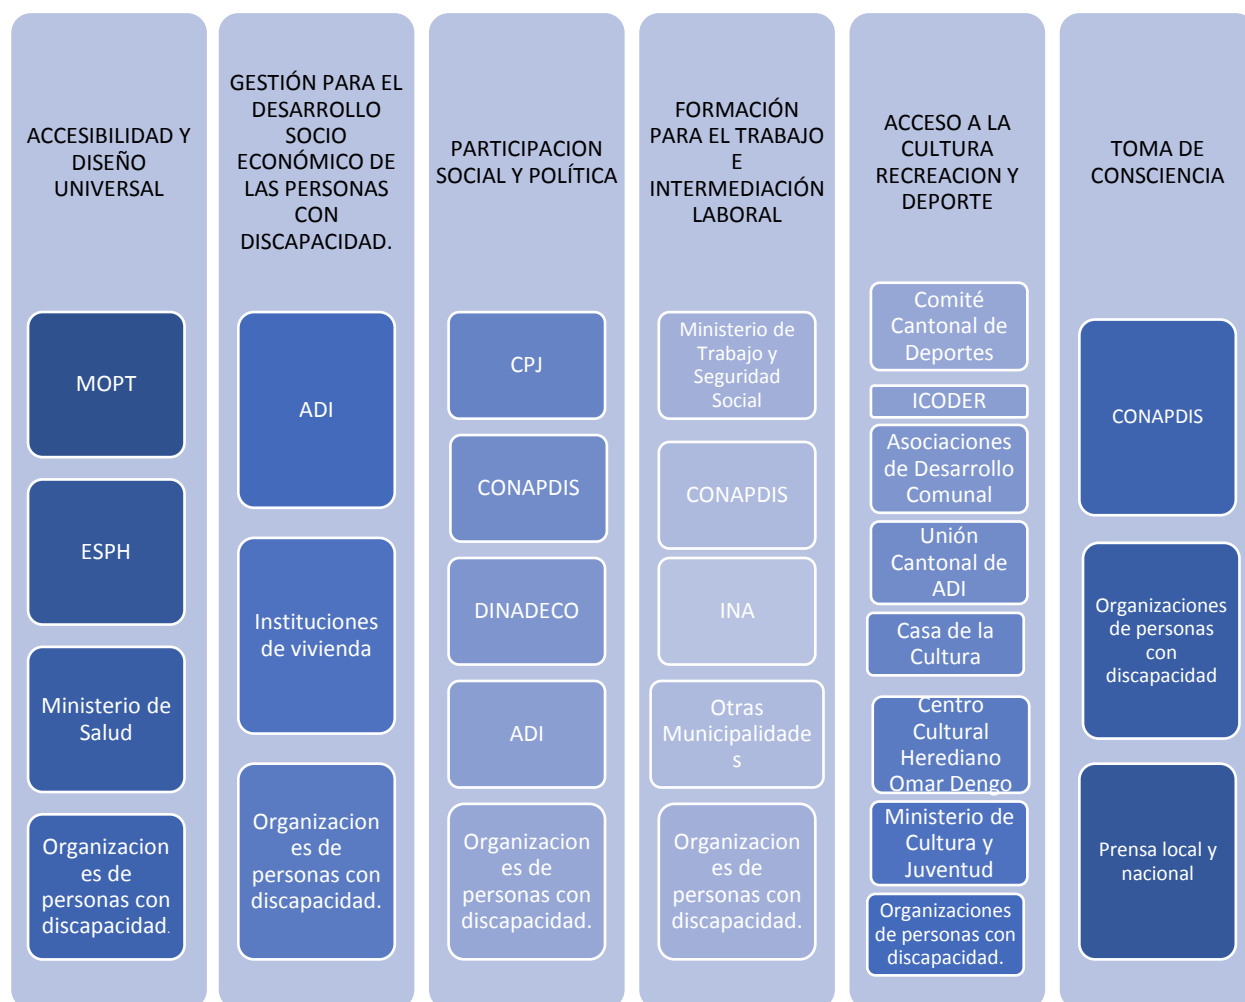 ACCESIBILIDAD Y
DISEÑO
UNIVERSAL
MOPT
ESPH
Ministerio de
Salud
Organizacion
es de
personas con
discapacidad.
GESTIÓN PARA EL
DESARROLLO
SOCIO
ECONÓMICO DE
LAS PERSONAS
CON
DISCAPACIDAD.
ADI
Instituciones
de vivienda
Organizacion
es de
personas con
discapacidad.
PARTICIPACION
SOCIAL Y POLÍTICA
CPJ
CONAPDIS
DINADECO
ADI
Organizacion
es de
personas con
discapacidad.
FORMACIÓN
PARA EL TRABAJO
E
INTERMEDIACIÓN
LABORAL
Ministerio de
Trabajo y
Seguridad
Social
CONAPDIS
INA
Otras
Municipalidade
s
Organizacion
es de
personas con
discapacidad.
ACCESO A LA
CULTURA
RECREACION Y
DEPORTE
Comité
Cantonal de
Deportes
ICODER
Asociaciones
de Desarrollo
Comunal
Unión
Cantonal de
ADI
Casa de la
Cultura
Centro
Cultural
Herediano
Omar Dengo
Ministerio de
Cultura y
Juventud
Organizaciones
de personas con
discapacidad.
TOMA DE
CONSCIENCIA
CONAPDIS
Organizaciones
de personas
con
discapacidad
Prensa local y
nacional